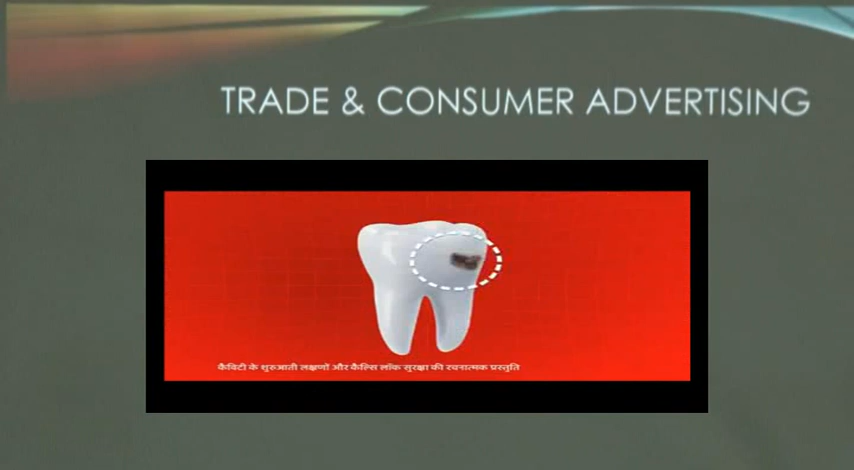 TRADE & CONSUMER ADVERTISING
कैविटी के शुरुआती लक्षणों और कैल्सि लॉक सुरक्षा की रचनात्मक प्रस्तुति